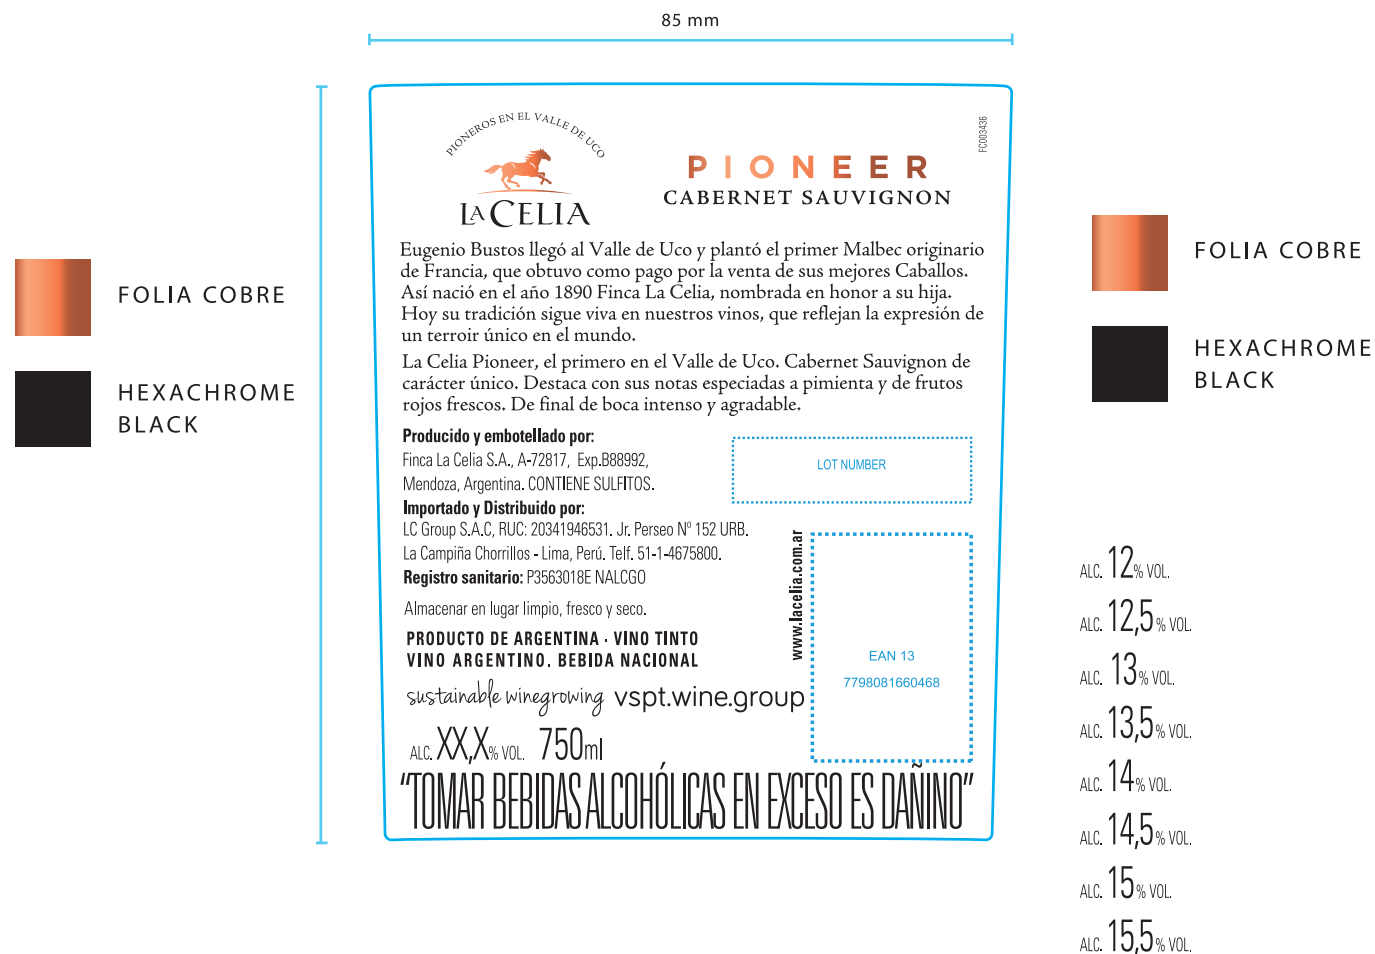 85 mm
PIONEROS EN EL VALLE DE UCO
LA CELIA
PIONEER
CABERNET SAUVIGNON
FC003436
Eugenio Bustos llegó al Valle de Uco y plantó el primer Malbec originario
de Francia, que obtuvo como pago por la venta de sus mejores Caballos.
Así nació en el año 1890 Finca La Celia, nombrada en honor a su hija.
Hoy su tradición sigue viva en nuestros vinos, que reflejan la expresión de
un terroir único en el mundo.
La Celia Pioneer, el primero en el Valle de Uco. Cabernet Sauvignon de
carácter único. Destaca con sus notas especiadas a pimienta y de frutos
rojos frescos. De final de boca intenso y agradable.
Producido y embotellado por:
Finca La Celia S.A., A-72817, Exp.B88992,
Mendoza, Argentina. CONTIENE SULFITOS.
Importado y Distribuido por:
LC Group S.A.C, RUC: 20341946531. Jr. Perseo Nº 152 URB.
La Campiña Chorrillos - Lima, Perú. Telf. 51-1-4675800.
Registro sanitario: P3563018E NALCGO
Almacenar en lugar limpio, fresco y seco.
PRODUCTO DE ARGENTINA · VINO TINTO
VINO ARGENTINO. BEBIDA NACIONAL
sustainable winegrowing vspt.wine.group
ALC. XX,X% VOL. 750ml
"TOMAR BEBIDAS ALCOHÓLICAS EN EXCESO ES DAÑINO"
LOT NUMBER
www.lacelia.com.ar
EAN 13
7798081660468
FOLIA COBRE
HEXACHROME
BLACK
FOLIA COBRE
HEXACHROME
BLACK
ALC. 12% VOL.
ALC. 12,5% VOL.
ALC. 13% VOL.
ALC. 13,5% VOL.
ALC. 14% VOL.
ALC. 14,5% VOL.
ALC. 15% VOL.
ALC. 15,5% VOL.